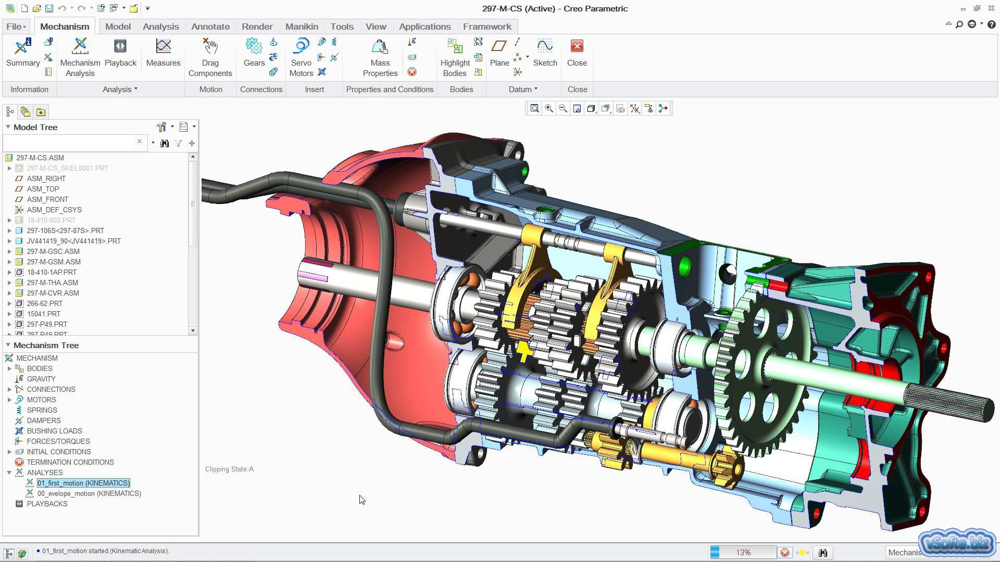 297-M-CS (Active) - Creo Parametric
File Mechanism Model Analysis Annotate Render Manikin Tools View Applications Framework
Summary
Mechanism Analysis
Playback
Measures
Drag Components
Gears
Servo Motors
Mass Properties
Highlight Bodies
Plane
Sketch
Close
Information Analysis Motion Connections Insert Properties and Conditions Bodies Datum Close
Model Tree
297-M-CS.ASM
297-M-CS_SKEL0001.PRT
ASM_RIGHT
ASM_TOP
ASM_FRONT
ASM_DEF_CSYS
18-410-002.PRT
297-106S<297-87S>.PRT
JV441419_90<JV441419>.PRT
297-M-GSC.ASM
297-M-GSM.ASM
18-410-1AP.PRT
297-M-THA.ASM
297-M-CVR.ASM
266-62.PRT
15041.PRT
297-P49.PRT
297-P49.PRT
Mechanism Tree
MECHANISM
BODIES
GRAVITY
CONNECTIONS
MOTORS
SPRINGS
DAMPERS
BUSHING LOADS
FORCES/TORQUES
INITIAL CONDITIONS
TERMINATION CONDITIONS
ANALYSES
01_first_motion (KINEMATICS)
00_evelope_motion (KINEMATICS)
PLAYBACKS
Clipping State:A
01_first_motion started (KinematicAnalysis).
13%
Mechanis
vSofte.biz